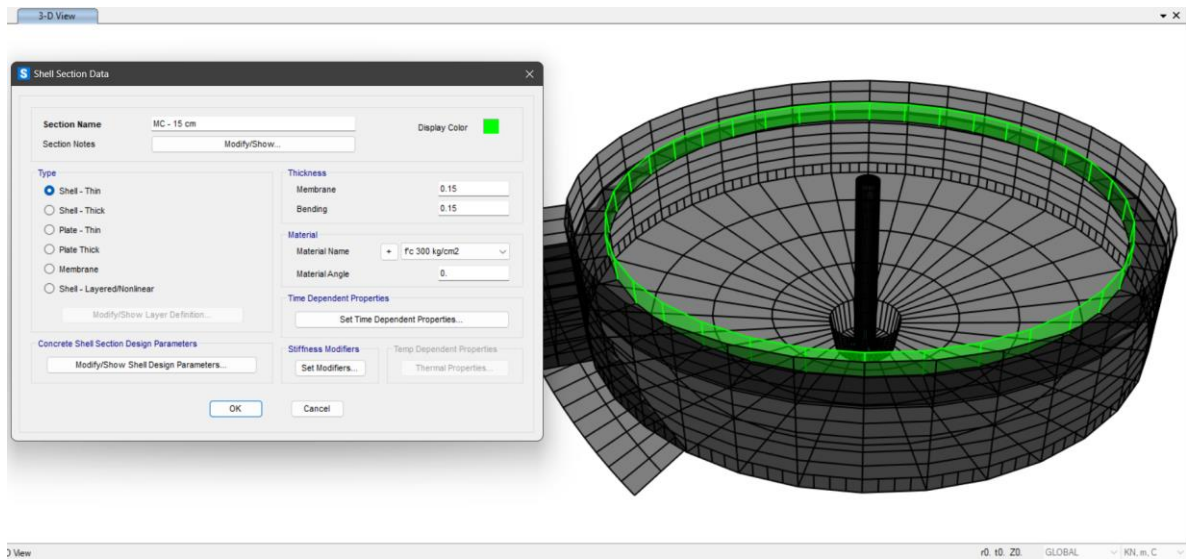 3-D View
Shell Section Data
Section Name MC - 15 cm Display Color
Section Notes Modify/Show...
Type
Shell - Thin
Shell - Thick
Plate - Thin
Plate Thick
Membrane
Shell - Layered/Nonlinear
Modify/Show Layer Definition...
Thickness
Membrane 0.15
Bending 0.15
Material
Material Name + f'c 300 kg/cm2
Material Angle 0.
Time Dependent Properties
Set Time Dependent Properties...
Concrete Shell Section Design Parameters
Modify/Show Shell Design Parameters...
Stiffness Modifiers
Set Modifiers...
Temp Dependent Properties
Thermal Properties...
OK Cancel
D View r0. t0. Z0. GLOBAL KN, m, C